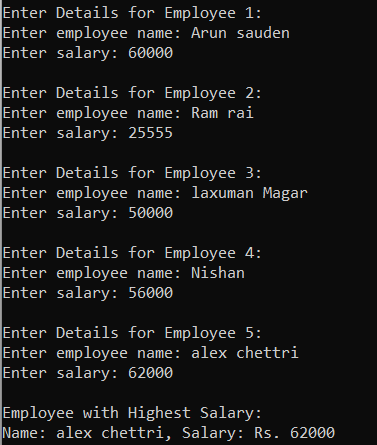 Enter Details for Employee 1:
Enter employee name: Arun sauden
Enter salary: 60000
Enter Details for Employee 2:
Enter employee name: Ram rai
Enter salary: 25555
Enter Details for Employee 3:
Enter employee name: laxuman Magar
Enter salary: 50000
Enter Details for Employee 4:
Enter employee name: Nishan
Enter salary: 56000
Enter Details for Employee 5:
Enter employee name: alex chettri
Enter salary: 62000
Employee with Highest Salary:
Name: alex chettri, Salary: Rs. 62000